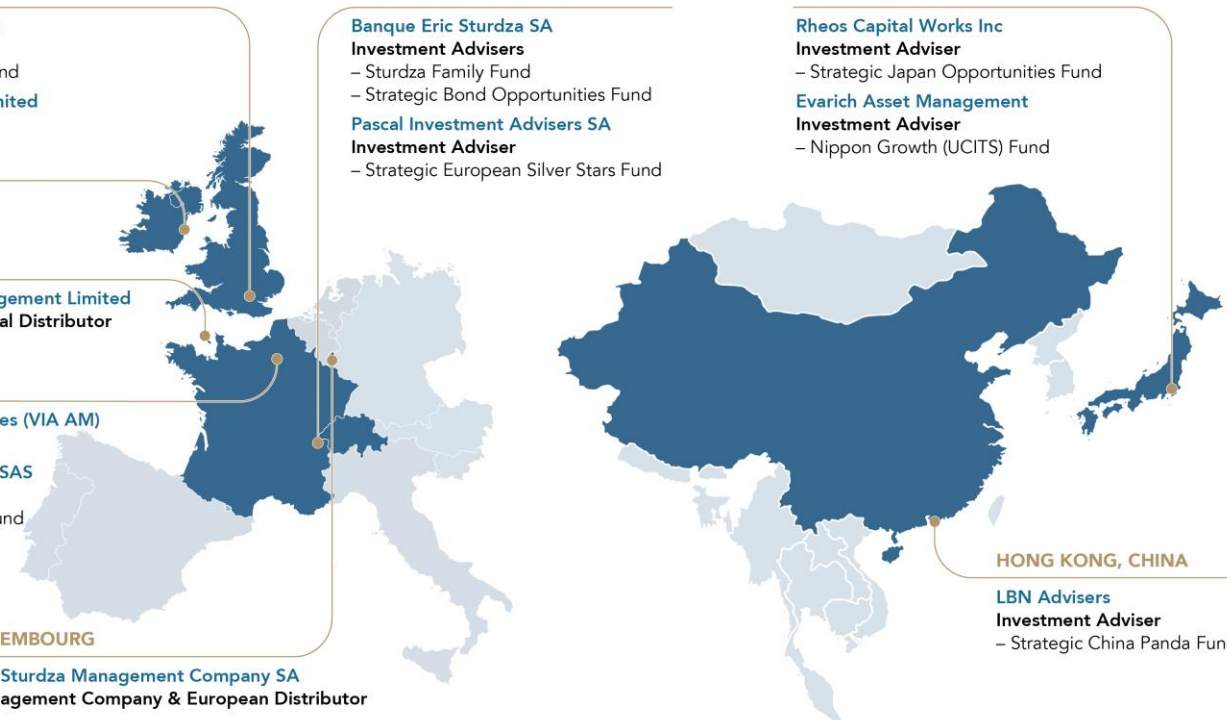 nd
nited
gement Limited
al Distributor
es (VIA AM)
SAS
und
EMBOURG
Sturdza Management Company SA
agement Company & European Distributor
Banque Eric Sturdza SA
Investment Advisers
– Sturdza Family Fund
– Strategic Bond Opportunities Fund
Pascal Investment Advisers SA
Investment Adviser
– Strategic European Silver Stars Fund
Rheos Capital Works Inc
Investment Adviser
– Strategic Japan Opportunities Fund
Evarich Asset Management
Investment Adviser
– Nippon Growth (UCITS) Fund
HONG KONG, CHINA
LBN Advisers
Investment Adviser
– Strategic China Panda Fun